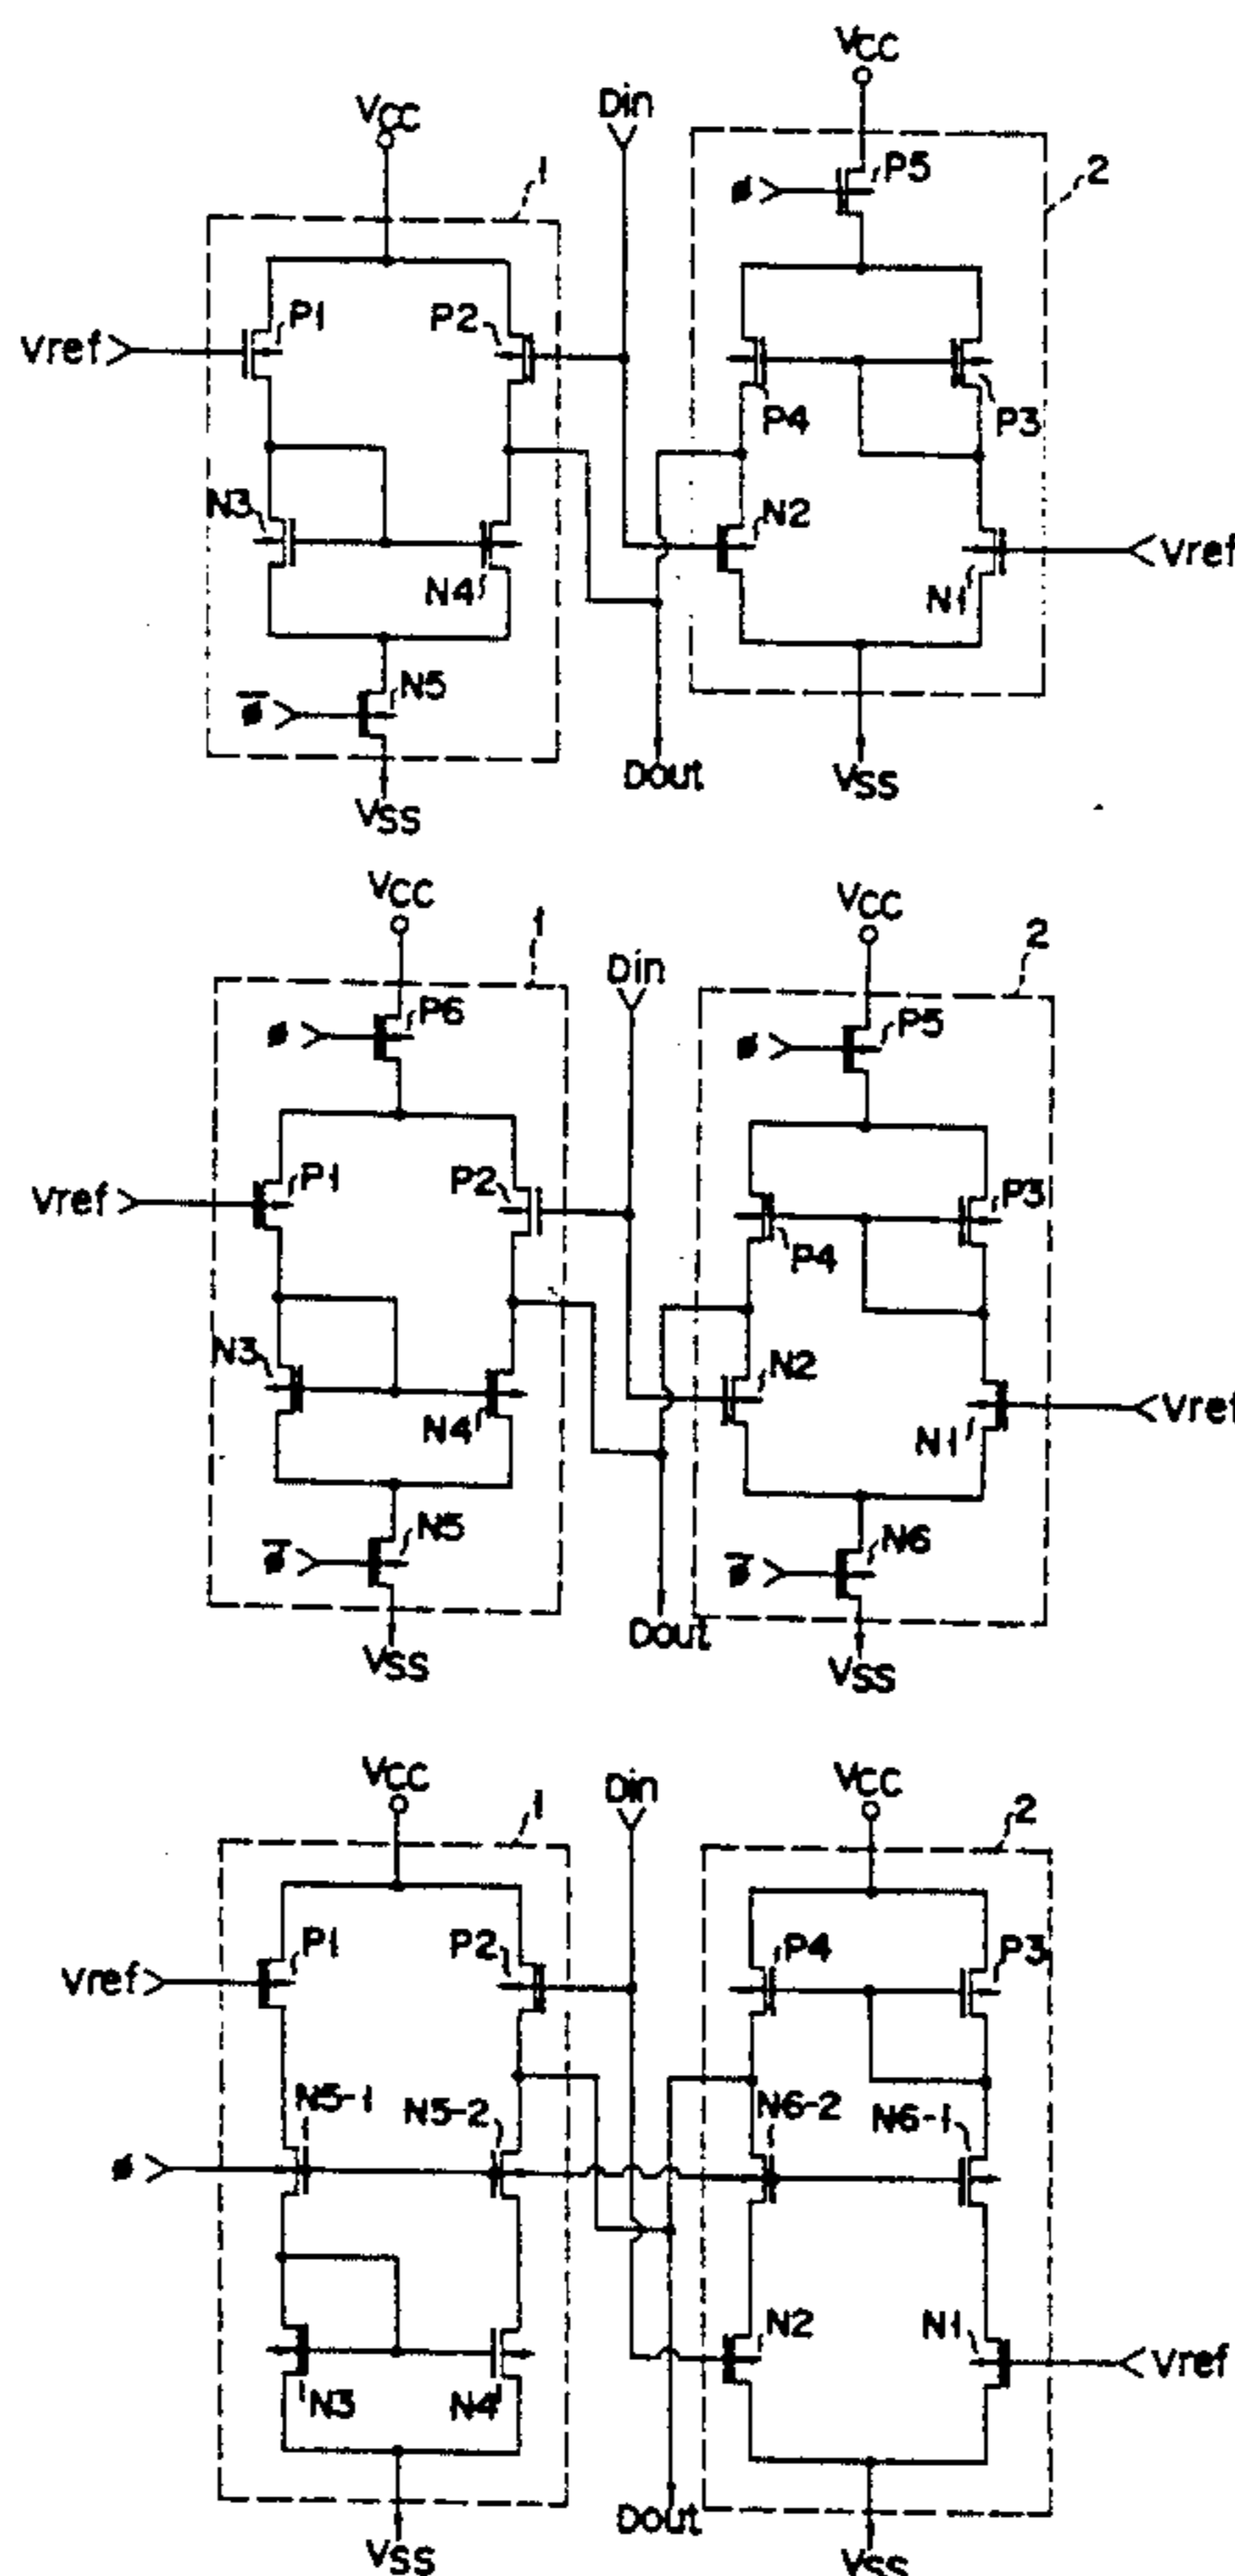 VCC
VCC
Din
1
P5
ø
2
Vref
P1
P2
P4
P3
N3
N4
N2
N1
Vref
N5
ø̅
Dout
VSS
VSS
VCC
VCC
1
Din
2
ø
P6
ø
P5
Vref
P1
P2
P4
P3
N3
N4
N2
N1
Vref
N5
ø̅
N6
ø̅
Dout
VSS
VSS
VCC
Din
VCC
1
2
Vref
P1
P2
P4
P3
N5-1
N5-2
N6-2
N6-1
ø
N2
N1
Vref
N3
N4
Dout
VSS
VSS